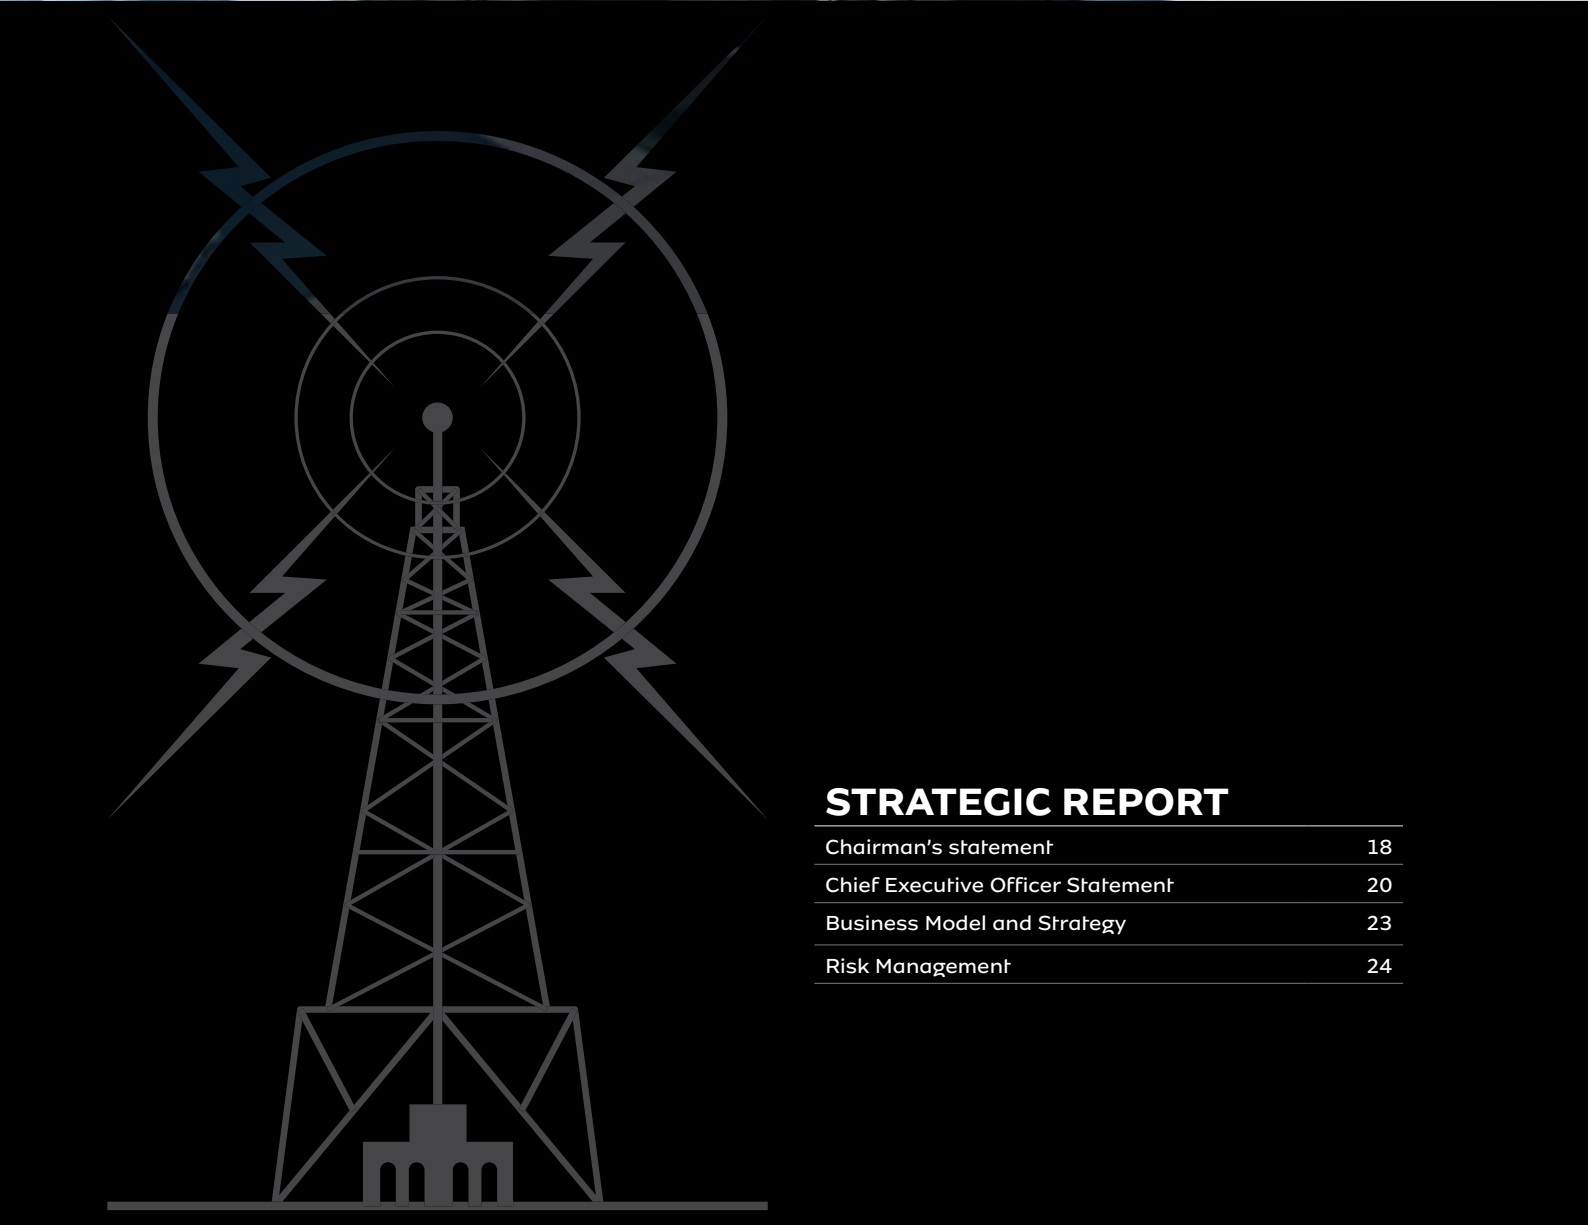 STRATEGIC REPORT
Chairman's statement 18
Chief Executive Officer Statement 20
Business Model and Strategy 23
Risk Management 24